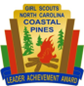 GIRL SCOUTS
NORTH CAROLINA
COASTAL
PINES
LEADER ACHIEVEMENT AWARD